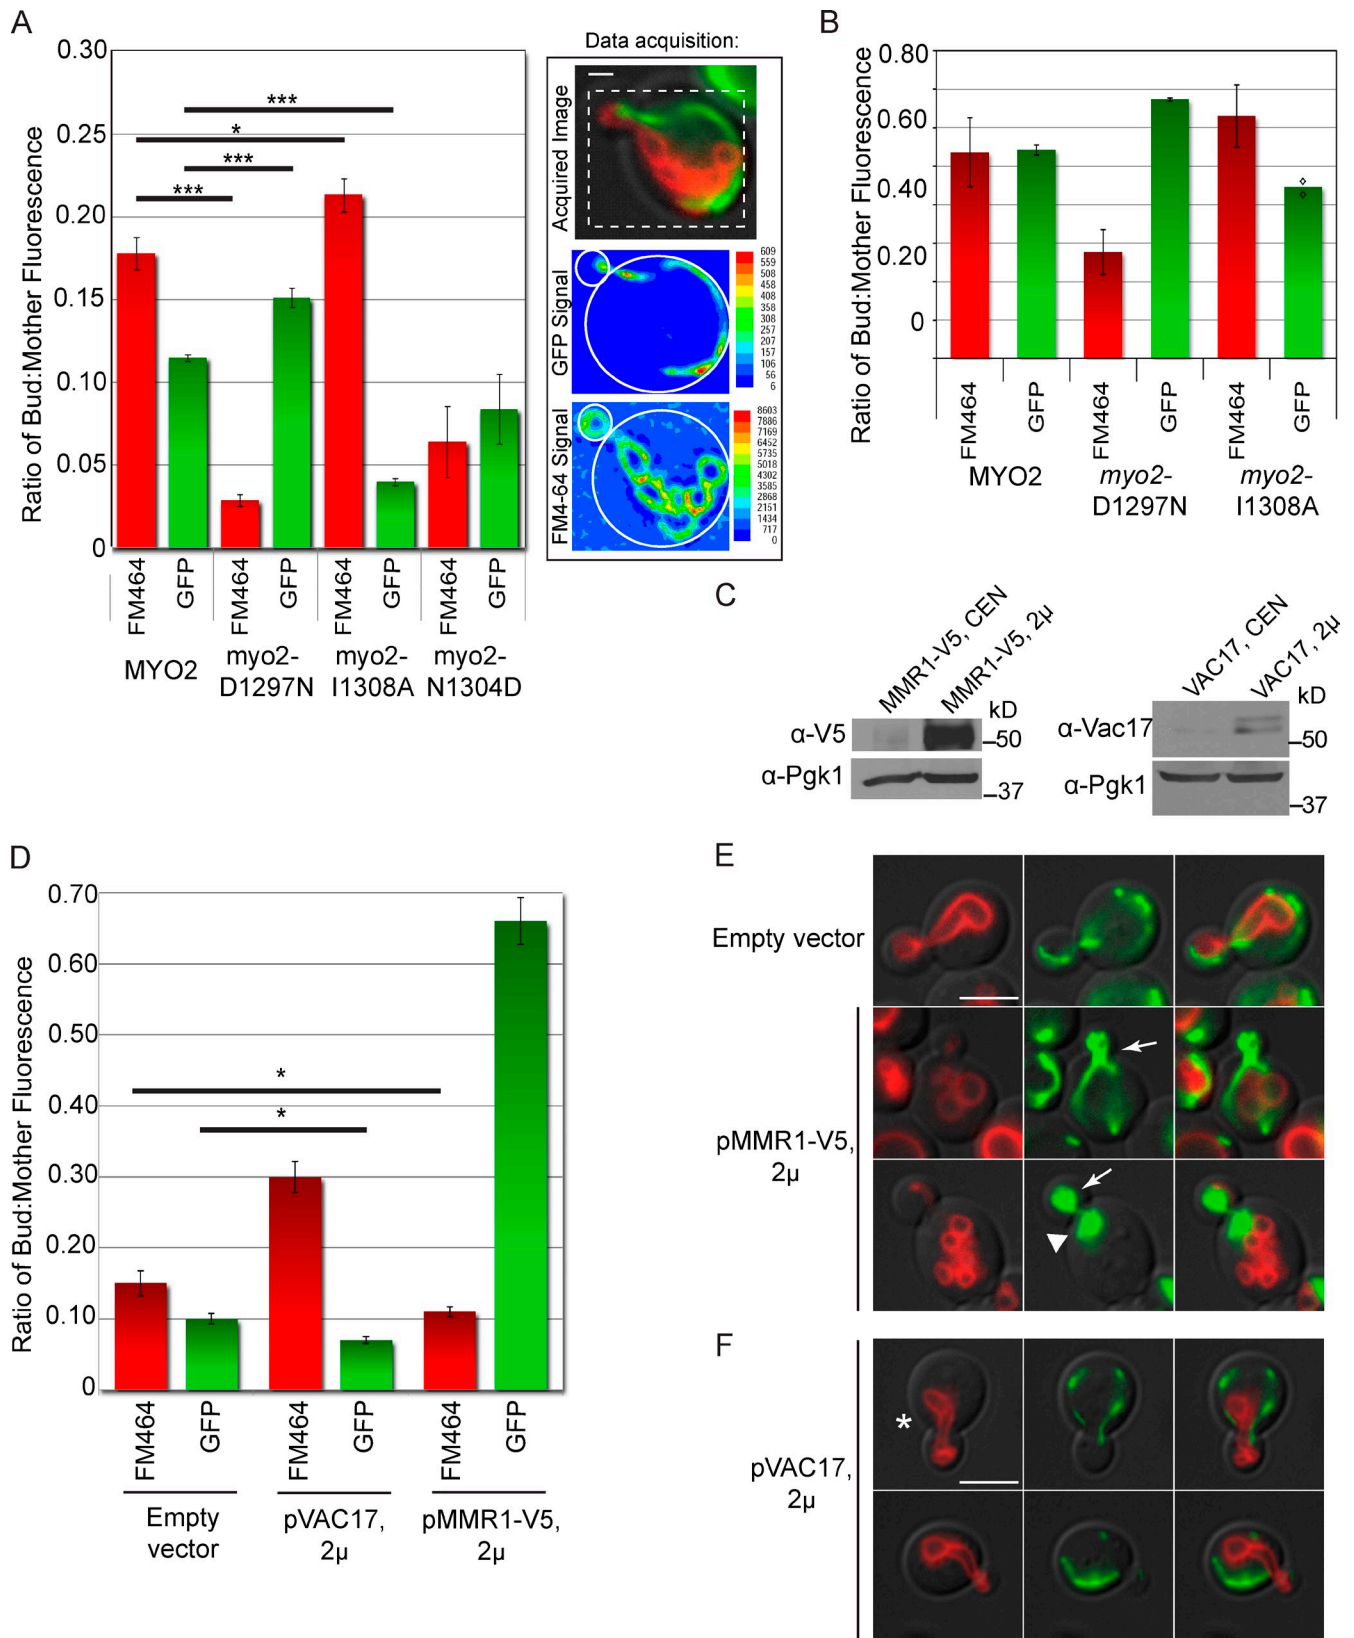 A
0.30
0.25
0.20
0.15
0.10
0.05
0
Ratio of Bud:Mother Fluorescence
***
*
***
***
FM464
GFP
FM464
GFP
FM464
GFP
FM464
GFP
MYO2
myo2-
D1297N
myo2-
I1308A
myo2-
N1304D
Data acquisition:
Acquired Image
GFP Signal
609
559
508
458
408
358
308
257
207
157
106
56
6
FM4-64 Signal
8603
7886
7169
6452
5735
5018
4302
3585
2868
2151
1434
717
0
B
0.80
0.60
0.40
0.20
0
Ratio of Bud:Mother Fluorescence
FM464
GFP
FM464
GFP
FM464
GFP
MYO2
myo2-
D1297N
myo2-
I1308A
C
MMR1-V5, CEN
MMR1-V5, 2µ
kD
α-V5
50
α-Pgk1
37
VAC17, CEN
VAC17, 2µ
kD
α-Vac17
50
α-Pgk1
37
D
0.70
0.60
0.50
0.40
0.30
0.20
0.10
0
Ratio of Bud:Mother Fluorescence
*
*
FM464
GFP
FM464
GFP
FM464
GFP
Empty
vector
pVAC17,
2µ
pMMR1-V5,
2µ
E
Empty vector
pMMR1-V5,
2µ
F
*
pVAC17,
2µ